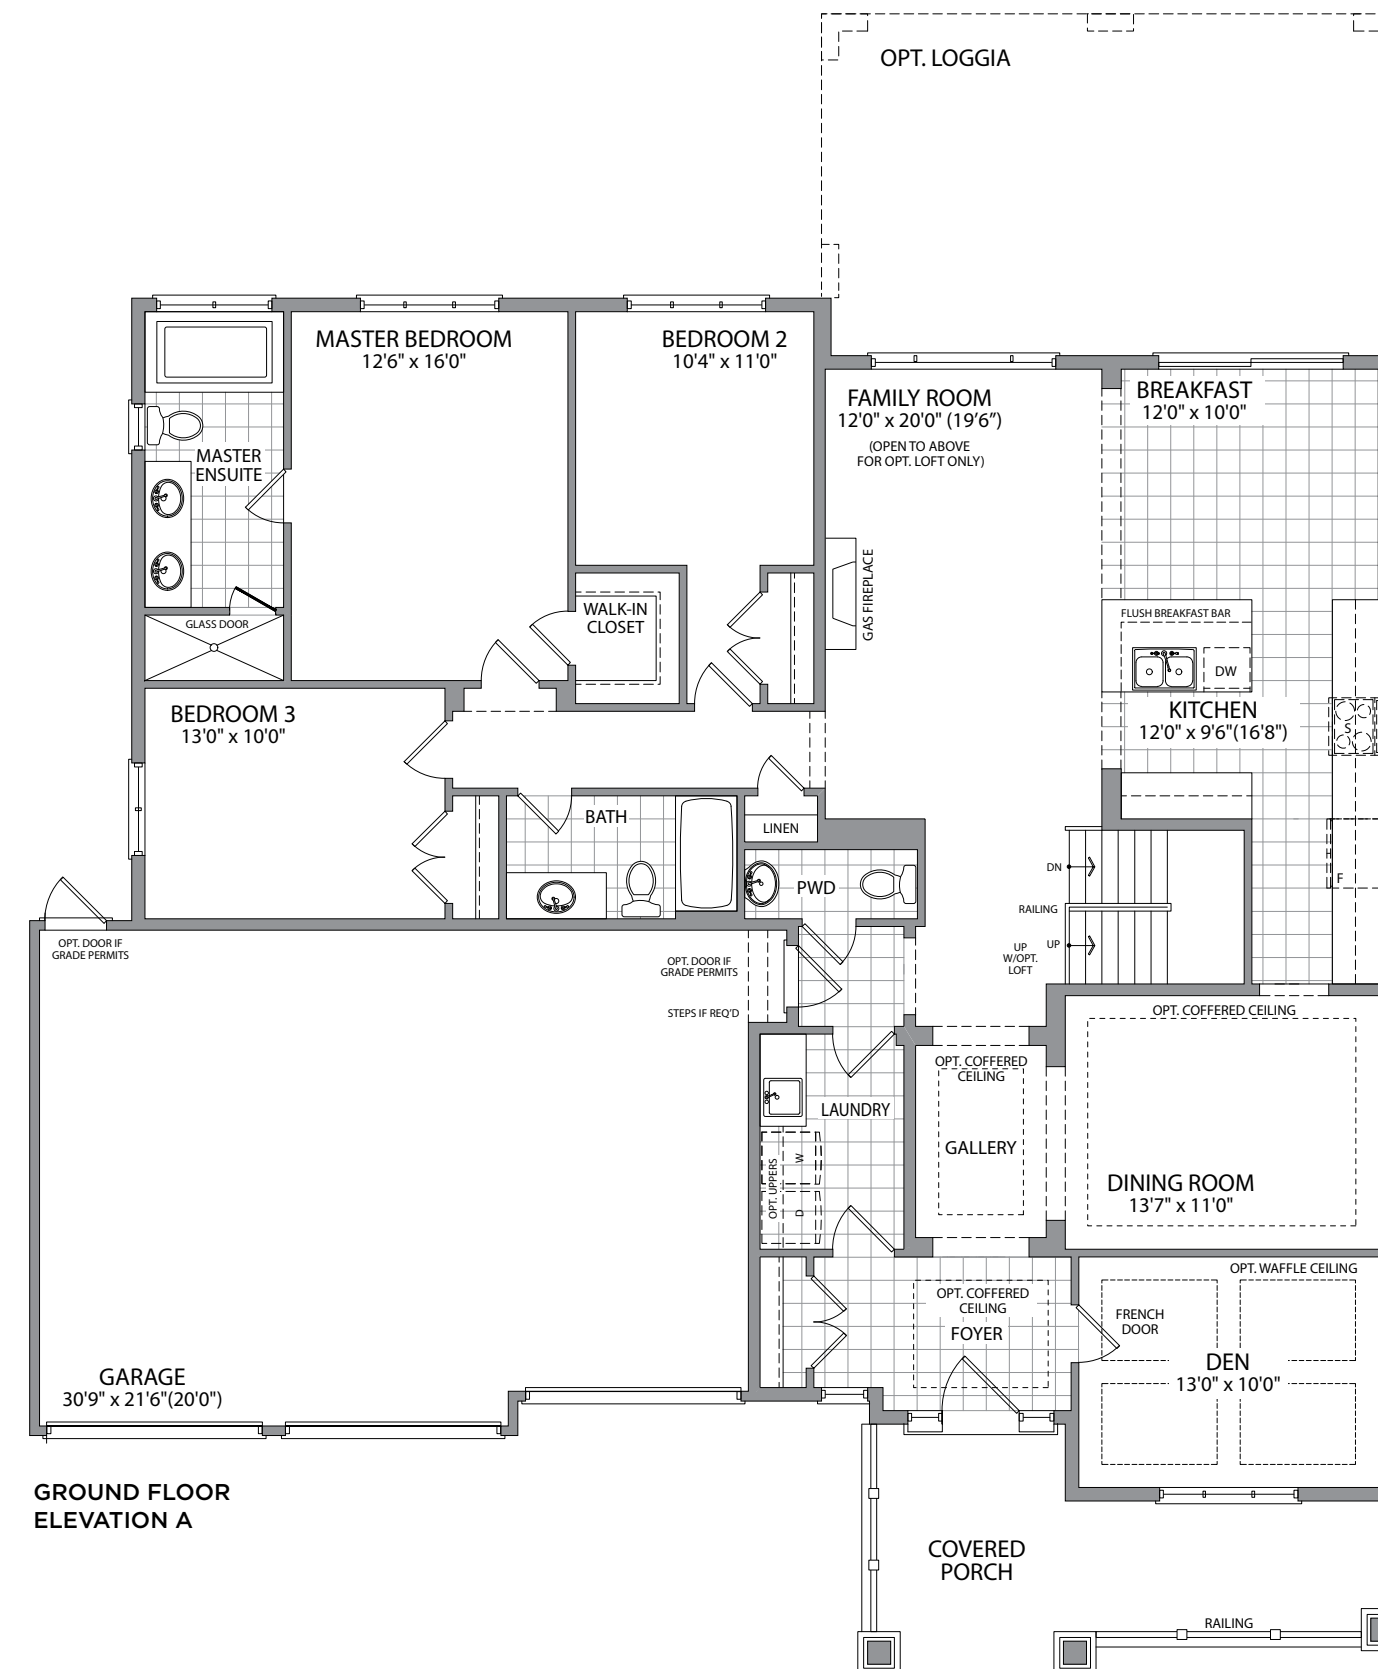 OPT. LOGGIA
MASTER BEDROOM
12'6" x 16'0"
BEDROOM 2
10'4" x 11'0"
FAMILY ROOM
12'0" x 20'0" (19'6")
(OPEN TO ABOVE
FOR OPT. LOFT ONLY)
BREAKFAST
12'0" x 10'0"
MASTER
ENSUITE
GAS FIREPLACE
WALK-IN
CLOSET
GLASS DOOR
FLUSH BREAKFAST BAR
DW
BEDROOM 3
13'0" x 10'0"
KITCHEN
12'0" x 9'6"(16'8")
S
BATH
LINEN
PWD
DN
RAILING
UP
W/OPT.
LOFT
UP
H
F
OPT. DOOR IF
GRADE PERMITS
OPT. DOOR IF
GRADE PERMITS
STEPS IF REQ'D
OPT. COFFERED CEILING
OPT. COFFERED
CEILING
LAUNDRY
GALLERY
OPT. UPPERS
W
D
DINING ROOM
13'7" x 11'0"
OPT. WAFFLE CEILING
OPT. COFFERED
CEILING
FOYER
FRENCH
DOOR
DEN
13'0" x 10'0"
GARAGE
30'9" x 21'6"(20'0")
GROUND FLOOR
ELEVATION A
COVERED
PORCH
RAILING